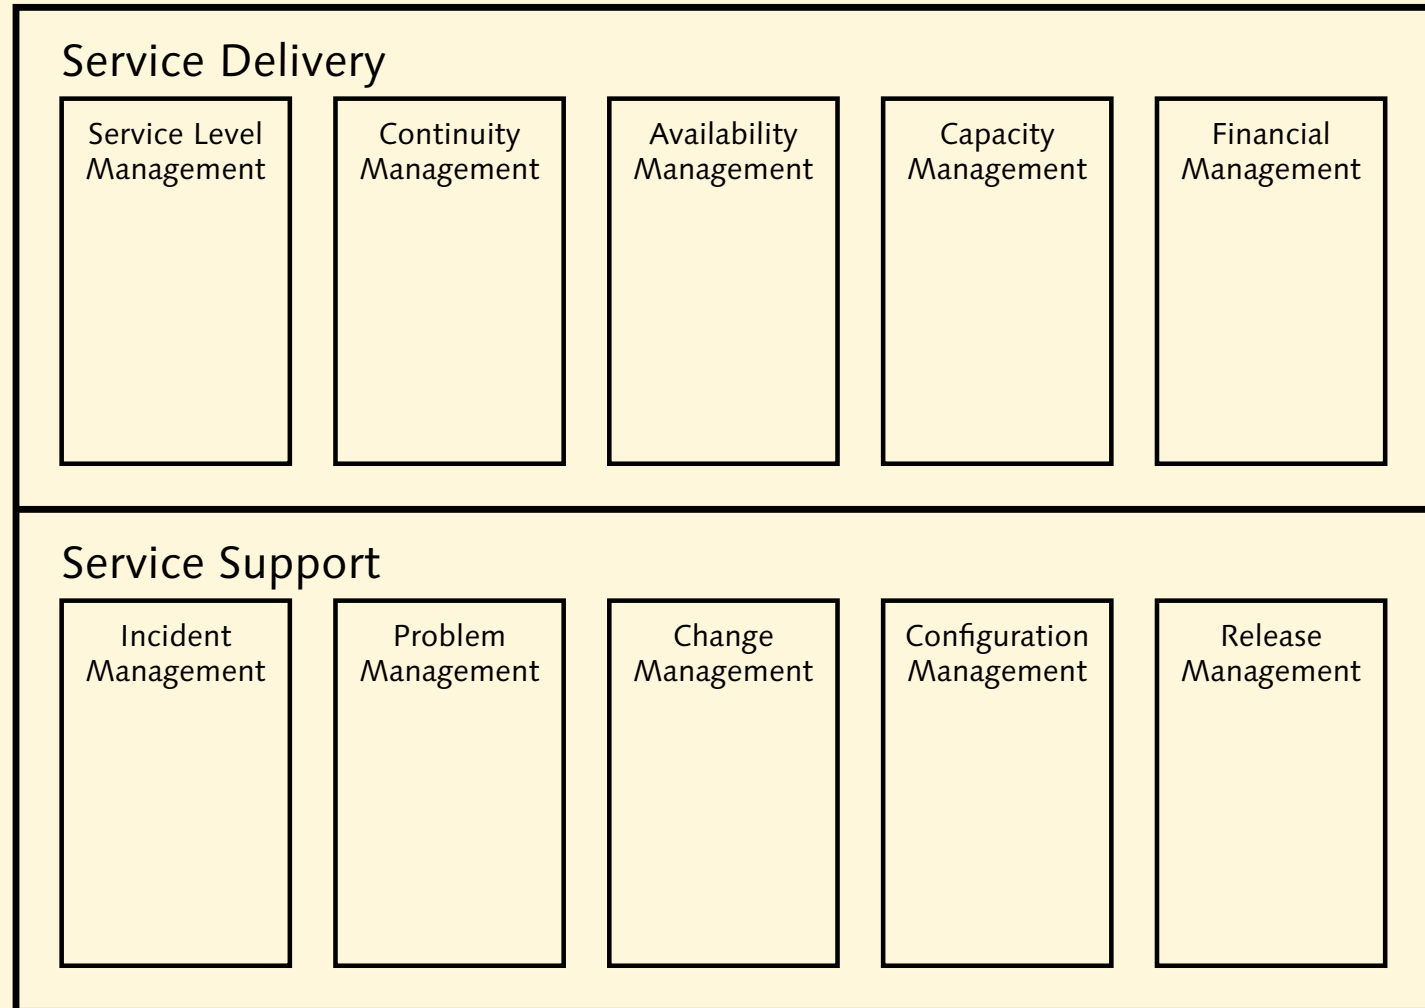 Service Delivery
Service Level
Management
Continuity
Management
Availability
Management
Capacity
Management
Financial
Management
Service Support
Incident
Management
Problem
Management
Change
Management
Configuration
Management
Release
Management